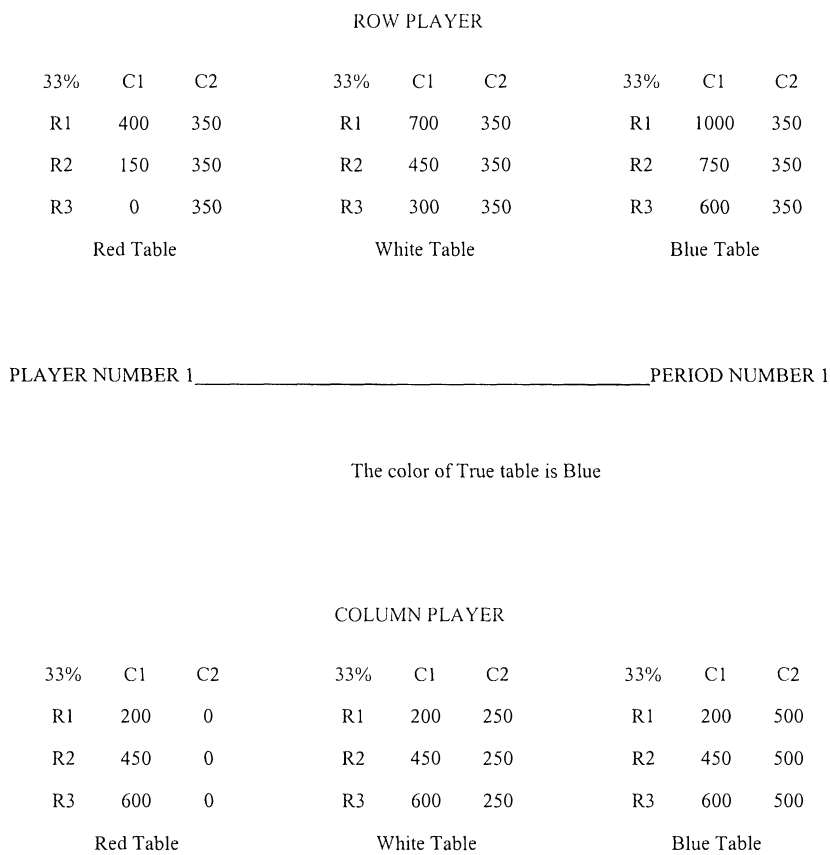 ROW PLAYER
33% C1 C2 33% C1 C2 33% C1 C2
R1 400 350 R1 700 350 R1 1000 350
R2 150 350 R2 450 350 R2 750 350
R3 0 350 R3 300 350 R3 600 350
Red Table White Table Blue Table
PLAYER NUMBER 1 PERIOD NUMBER 1
The color of True table is Blue
COLUMN PLAYER
33% C1 C2 33% C1 C2 33% C1 C2
R1 200 0 R1 200 250 R1 200 500
R2 450 0 R2 450 250 R2 450 500
R3 600 0 R3 600 250 R3 600 500
Red Table White Table Blue Table